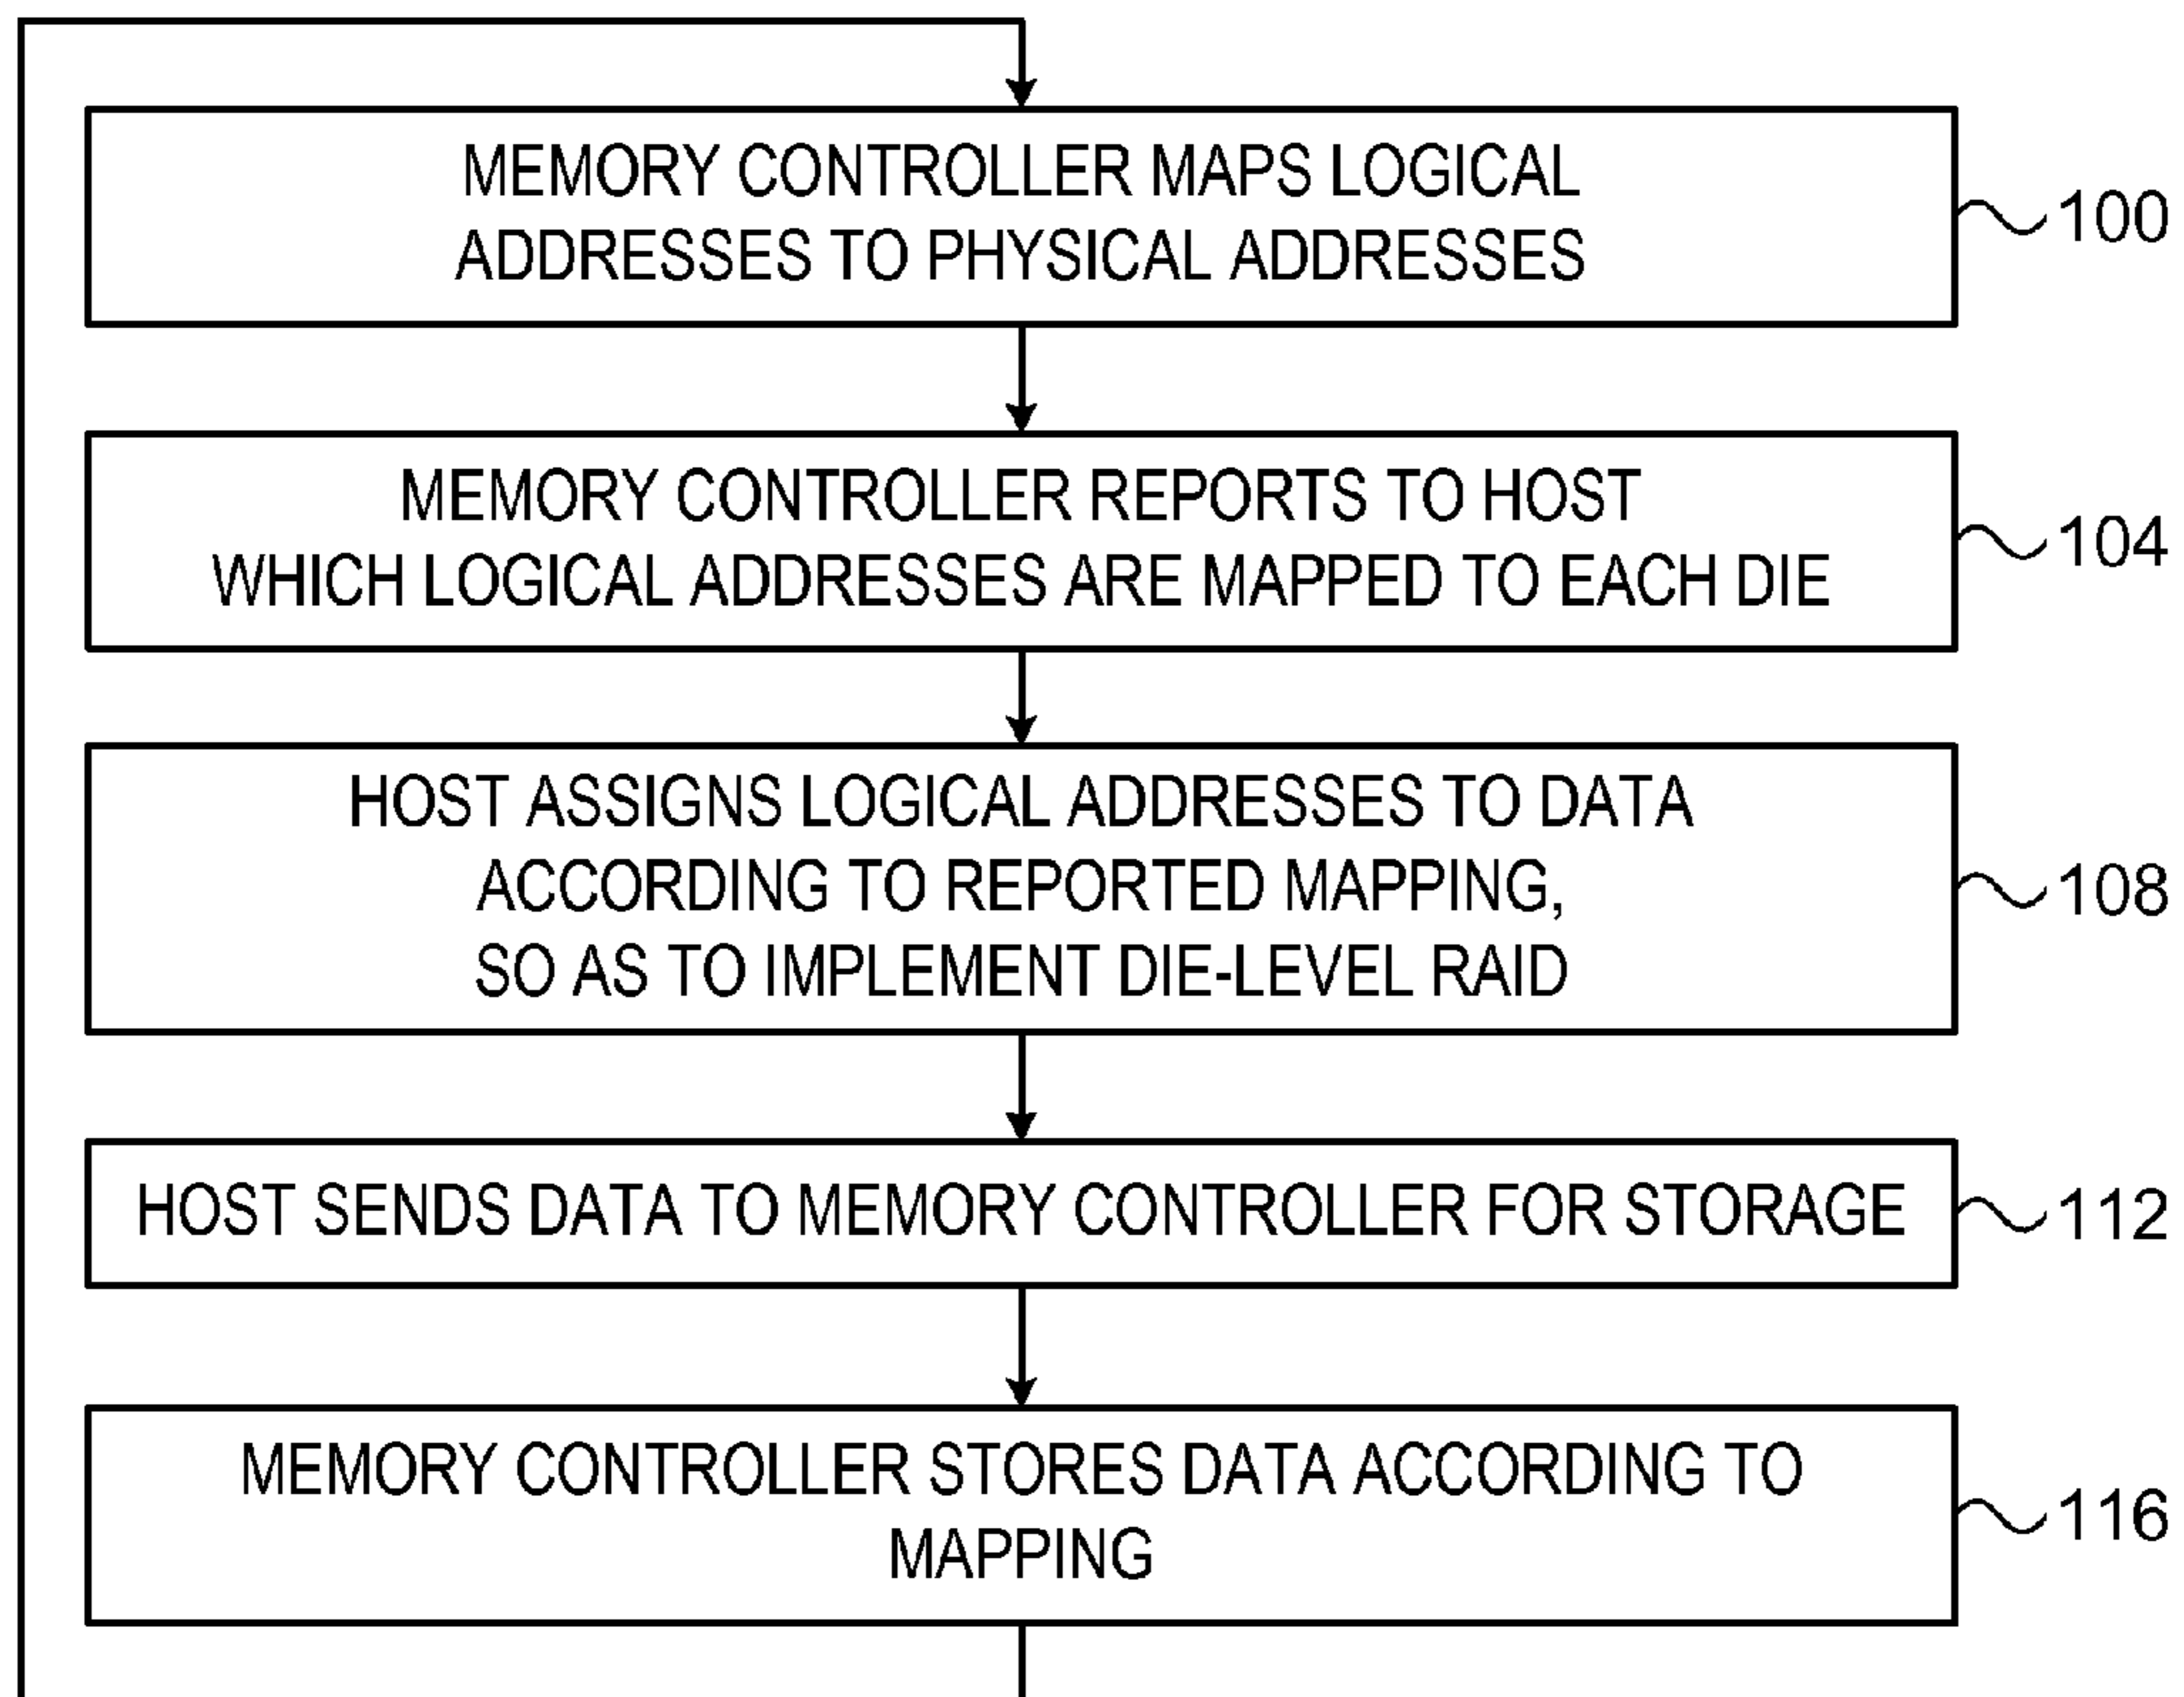 MEMORY CONTROLLER MAPS LOGICAL
ADDRESSES TO PHYSICAL ADDRESSES
100
MEMORY CONTROLLER REPORTS TO HOST
WHICH LOGICAL ADDRESSES ARE MAPPED TO EACH DIE
104
HOST ASSIGNS LOGICAL ADDRESSES TO DATA
ACCORDING TO REPORTED MAPPING,
SO AS TO IMPLEMENT DIE-LEVEL RAID
108
HOST SENDS DATA TO MEMORY CONTROLLER FOR STORAGE
112
MEMORY CONTROLLER STORES DATA ACCORDING TO
MAPPING
116